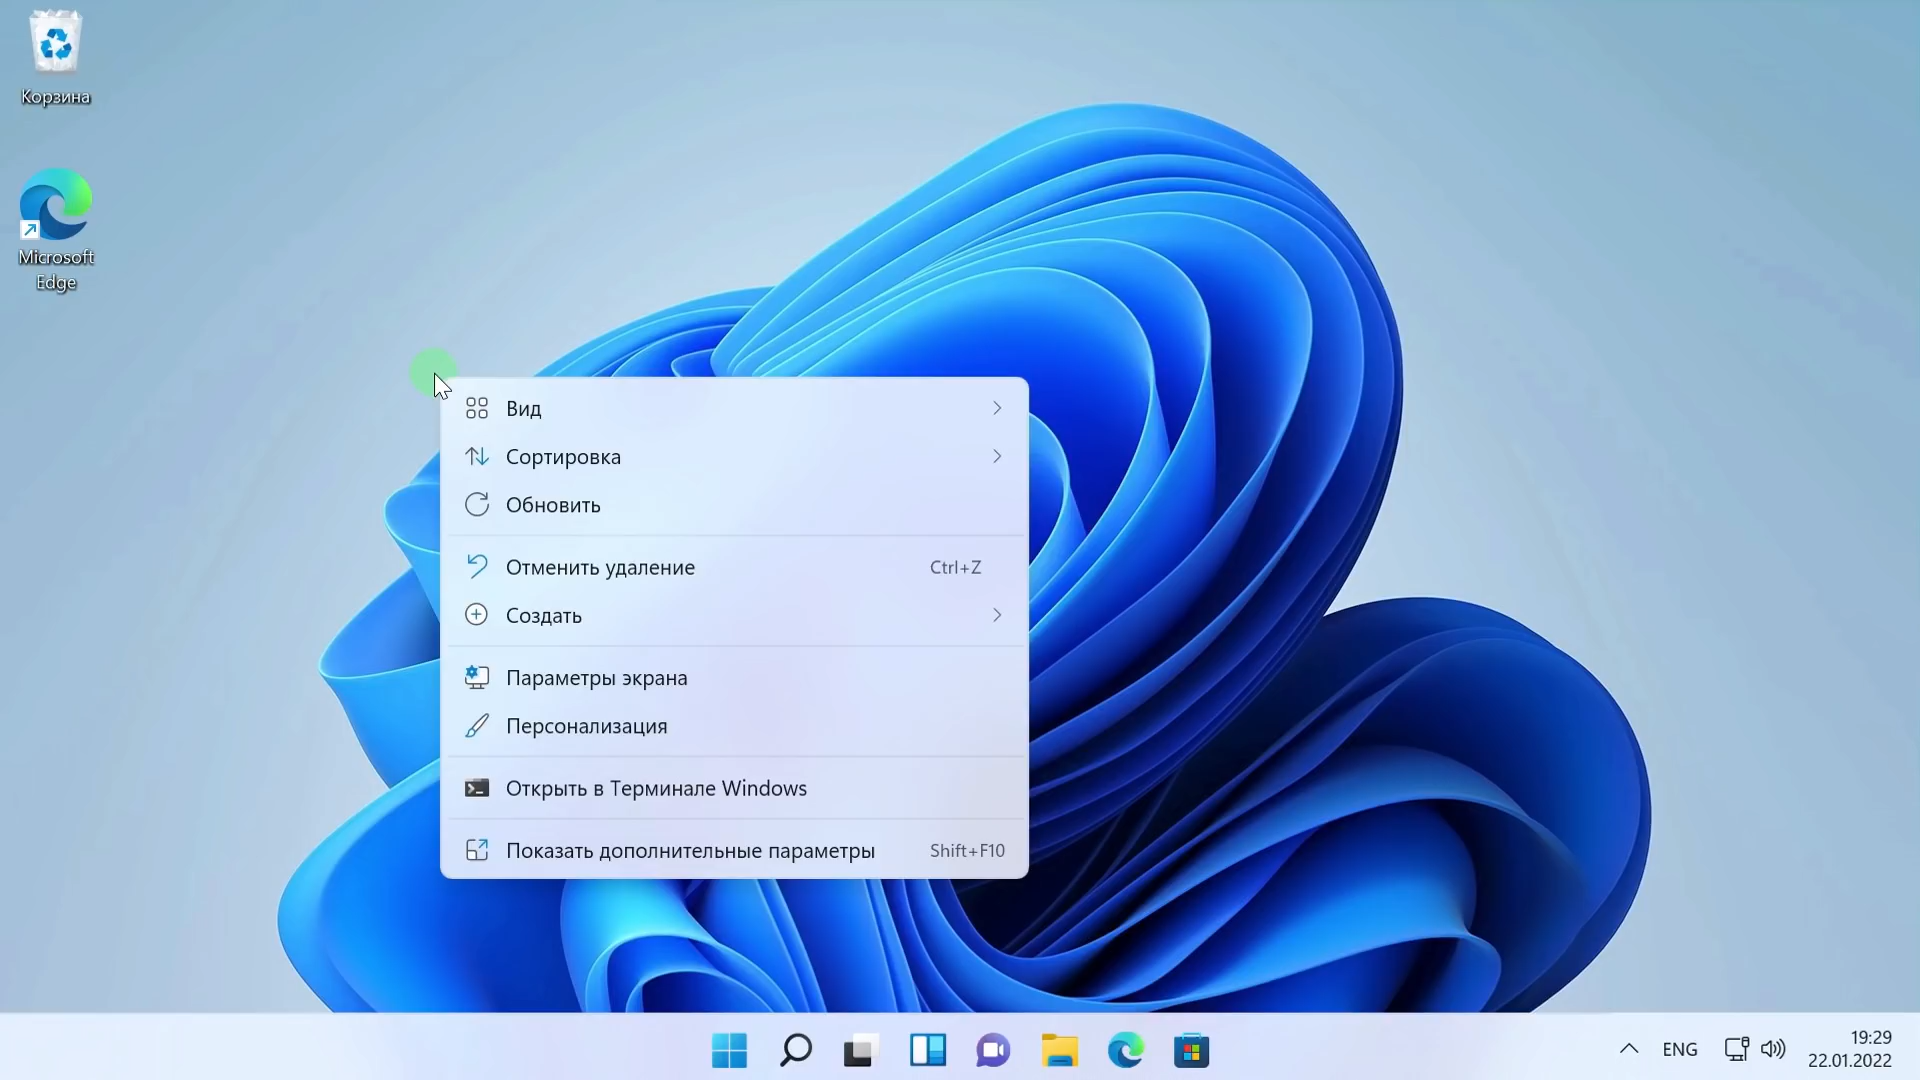 Корзина
Microsoft
Edge
Вид
Сортировка
Обновить
Отменить удаление Ctrl+Z
Создать
Параметры экрана
Персонализация
Открыть в Терминале Windows
Показать дополнительные параметры Shift+F10
ENG
19:29
22.01.2022